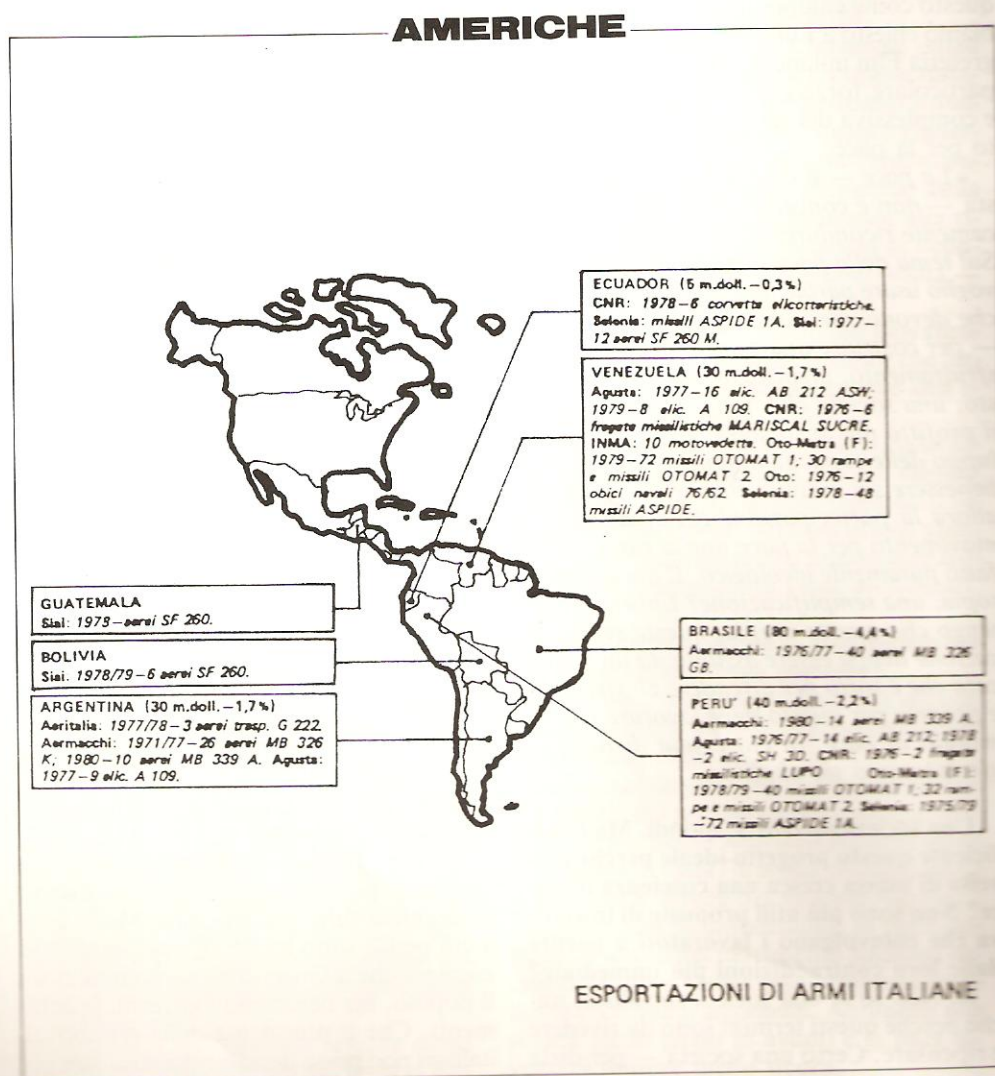 AMERICHE
ECUADOR (5 m.doll.–0,3%)
CNR: 1978–6 corvette elicotteristiche.
Selenia: missili ASPIDE 1A. Siai: 1977–
12 aerei SF 260 M.
VENEZUELA (30 m.doll.–1,7%)
Agusta: 1977–16 elic. AB 212 ASW;
1979–8 elic. A 109. CNR: 1976–6
fregate missilistiche MARISCAL SUCRE.
INMA: 10 motovedette. Oto-Matra (F):
1979–72 missili OTOMAT 1; 30 rampe
e missili OTOMAT 2. Oto: 1976–12
obici navali 76/62. Selenia: 1978–48
missili ASPIDE.
GUATEMALA
Siai: 1978–aerei SF 260.
BOLIVIA
Siai. 1978/79–6 aerei SF 260.
ARGENTINA (30 m.doll.–1,7%)
Aeritalia: 1977/78–3 aerei trasp. G 222.
Aermacchi: 1971/77–26 aerei MB 326
K; 1980–10 aerei MB 339 A. Agusta:
1977–9 elic. A 109.
BRASILE (80 m.doll.–4,4%)
Aermacchi: 1976/77–40 aerei MB 326
GB.
PERU' (40 m.doll.–2,2%)
Aermacchi: 1980–14 aerei MB 339 A.
Agusta: 1976/77–14 elic. AB 212; 1978
–2 elic. SH 3D. CNR: 1976–2 fregate
missilistiche LUPO Oto-Matra (F):
1978/79–40 missili OTOMAT 1; 32 ram-
pe e missili OTOMAT 2. Selenia: 1975/79
–72 missili ASPIDE 1A.
ESPORTAZIONI DI ARMI ITALIANE